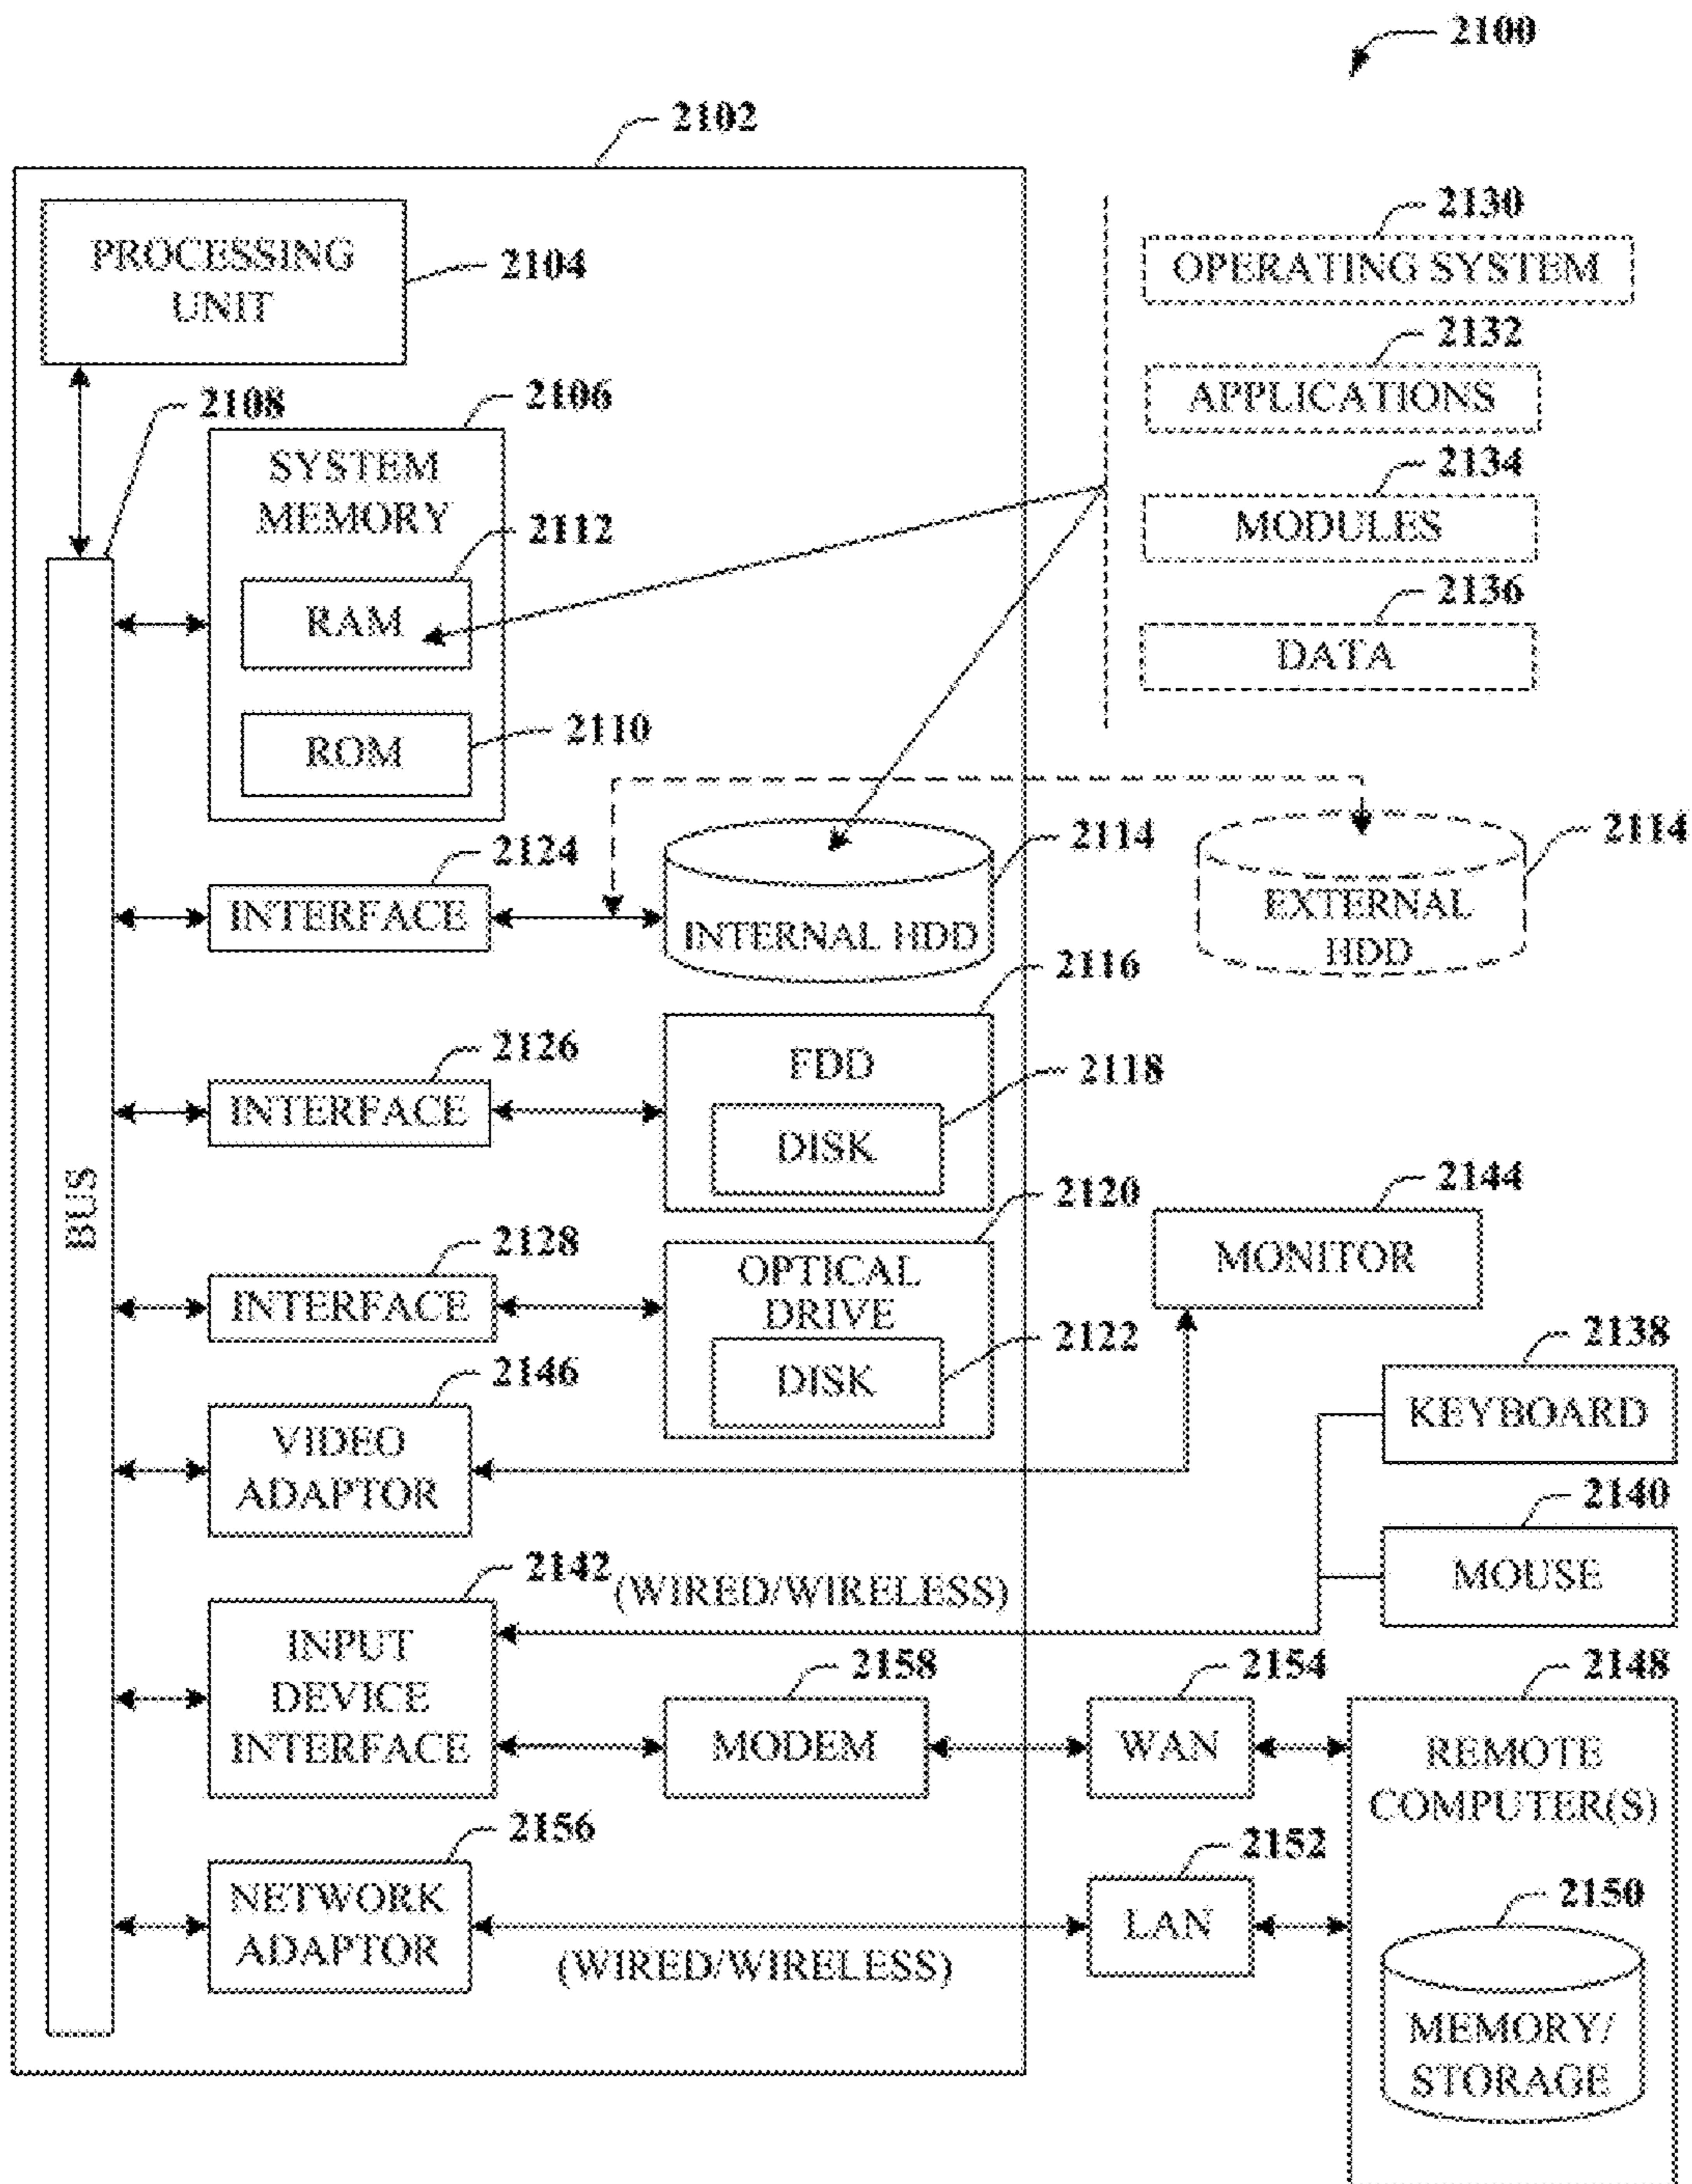 2100
2102
PROCESSING
UNIT
2104
2108
2106
SYSTEM
MEMORY
2112
RAM
2110
ROM
2130
OPERATING SYSTEM
2132
APPLICATIONS
2134
MODULES
2136
DATA
BUS
2124
INTERFACE
2114
INTERNAL HDD
2114
EXTERNAL
HDD
2126
INTERFACE
2116
FDD
2118
DISK
2128
INTERFACE
2120
OPTICAL
DRIVE
2122
DISK
2144
MONITOR
2146
VIDEO
ADAPTOR
2138
KEYBOARD
2140
MOUSE
2142
(WIRED/WIRELESS)
INPUT
DEVICE
INTERFACE
2158
MODEM
2154
WAN
2148
REMOTE
COMPUTER(S)
2156
NETWORK
ADAPTOR
(WIRED/WIRELESS)
2152
LAN
2150
MEMORY/
STORAGE